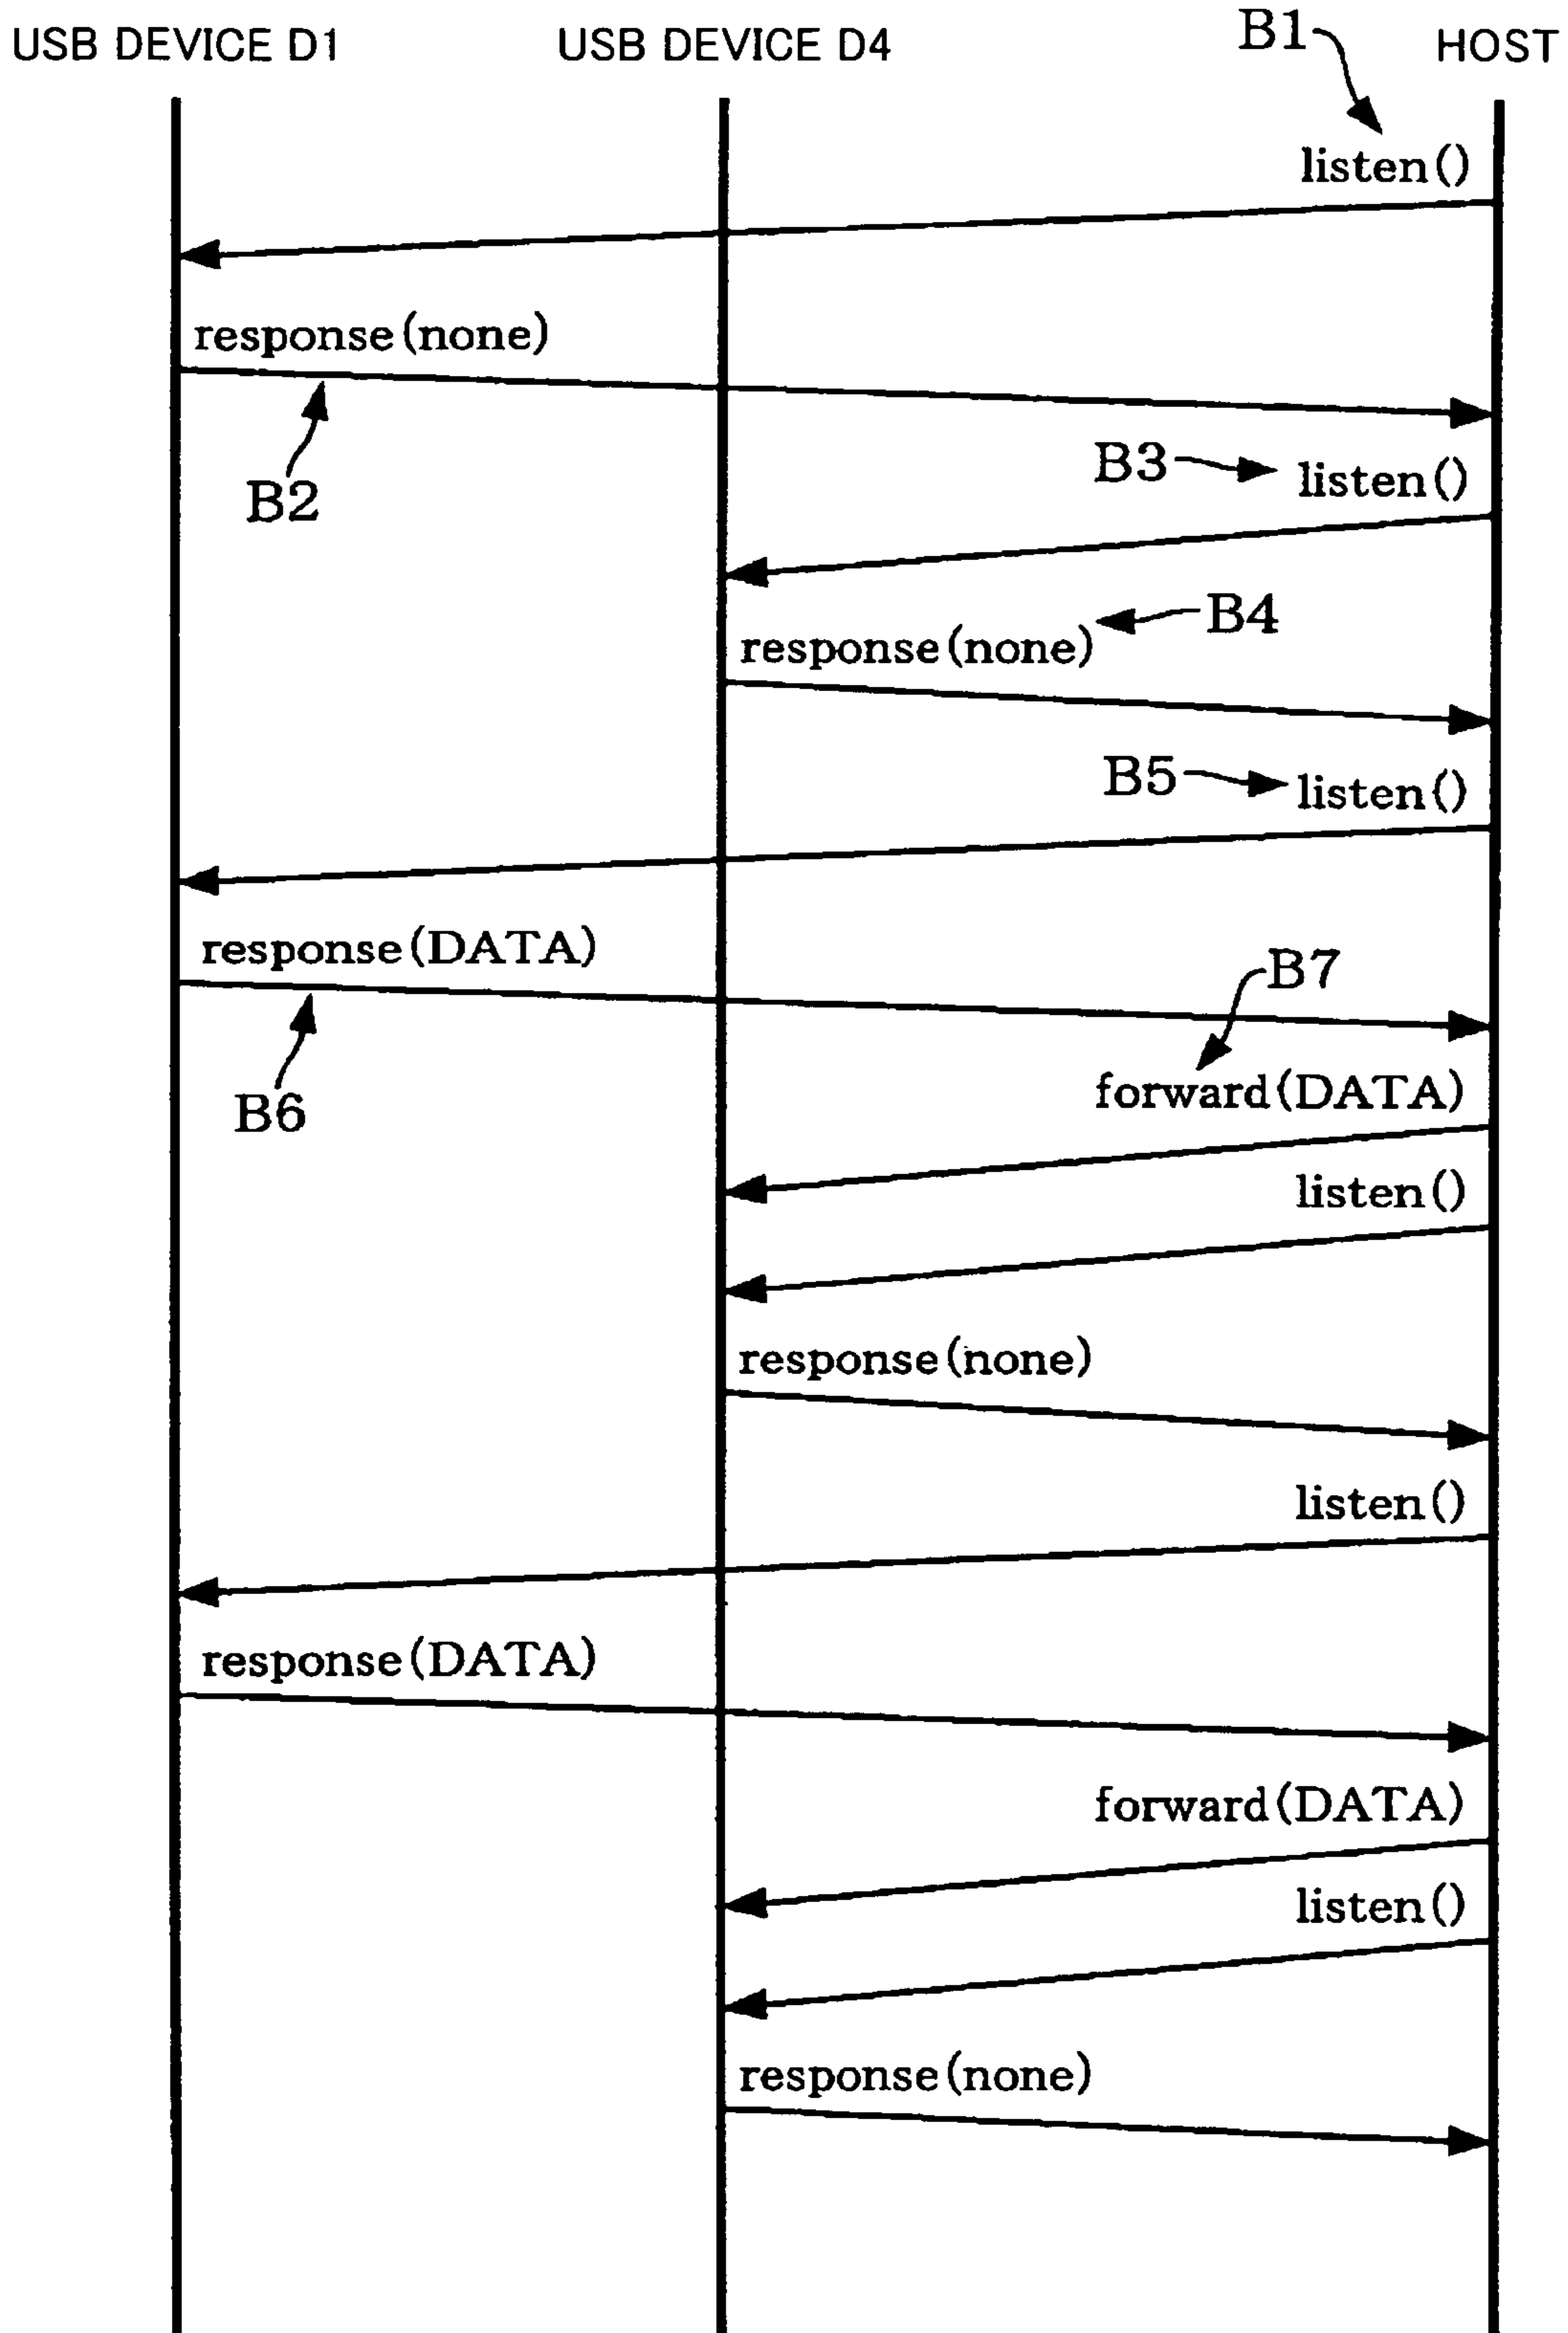 USB DEVICE D1 USB DEVICE D4 B1 HOST
listen()
response(none)
B3 listen()
B2
B4
response(none)
B5 listen()
response(DATA)
B7
forward(DATA)
B6
listen()
response(none)
listen()
response(DATA)
forward(DATA)
listen()
response(none)